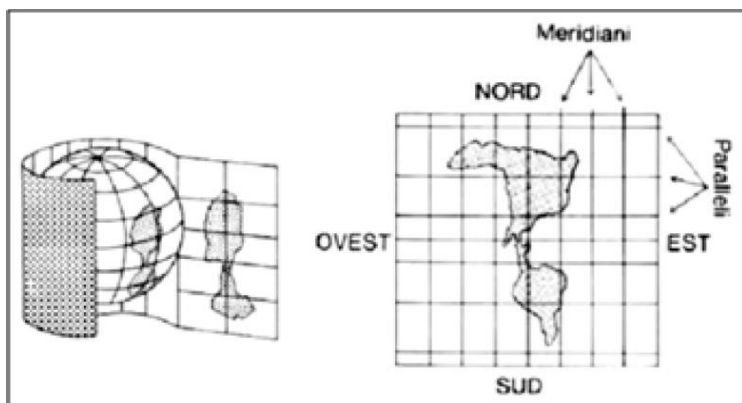 Meridiani
NORD
Paralleli
OVEST
EST
SUD